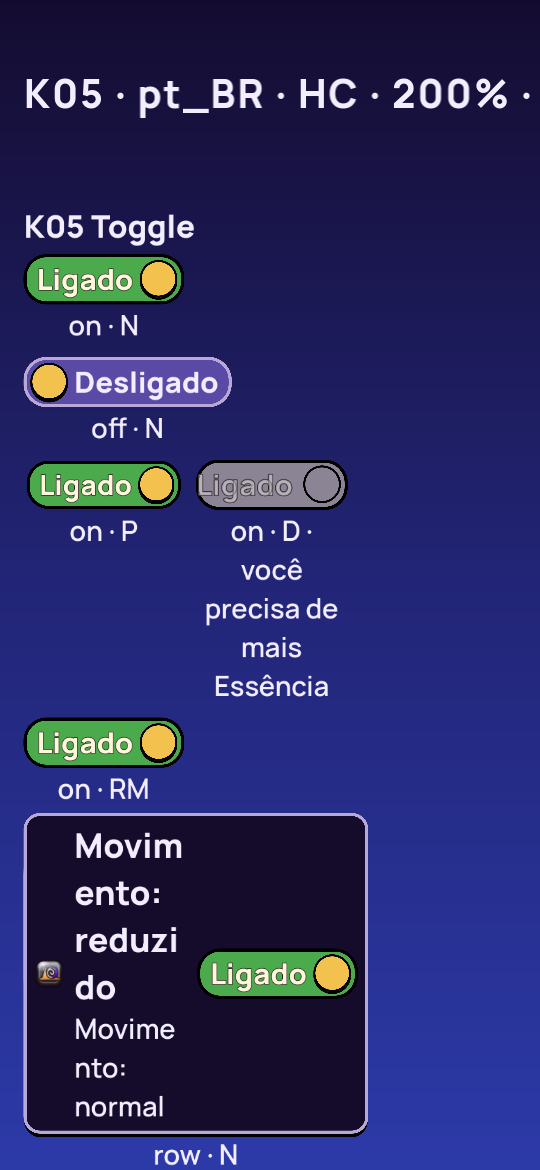 K05 · pt_BR · HC · 200% ·
K05 Toggle
Ligado
on · N
Desligado
off · N
Ligado
Ligado
on · P
on · D ·
você
precisa de
mais
Essência
Ligado
on · RM
Movim
ento:
reduzi
do
Ligado
Movime
nto:
normal
row · N